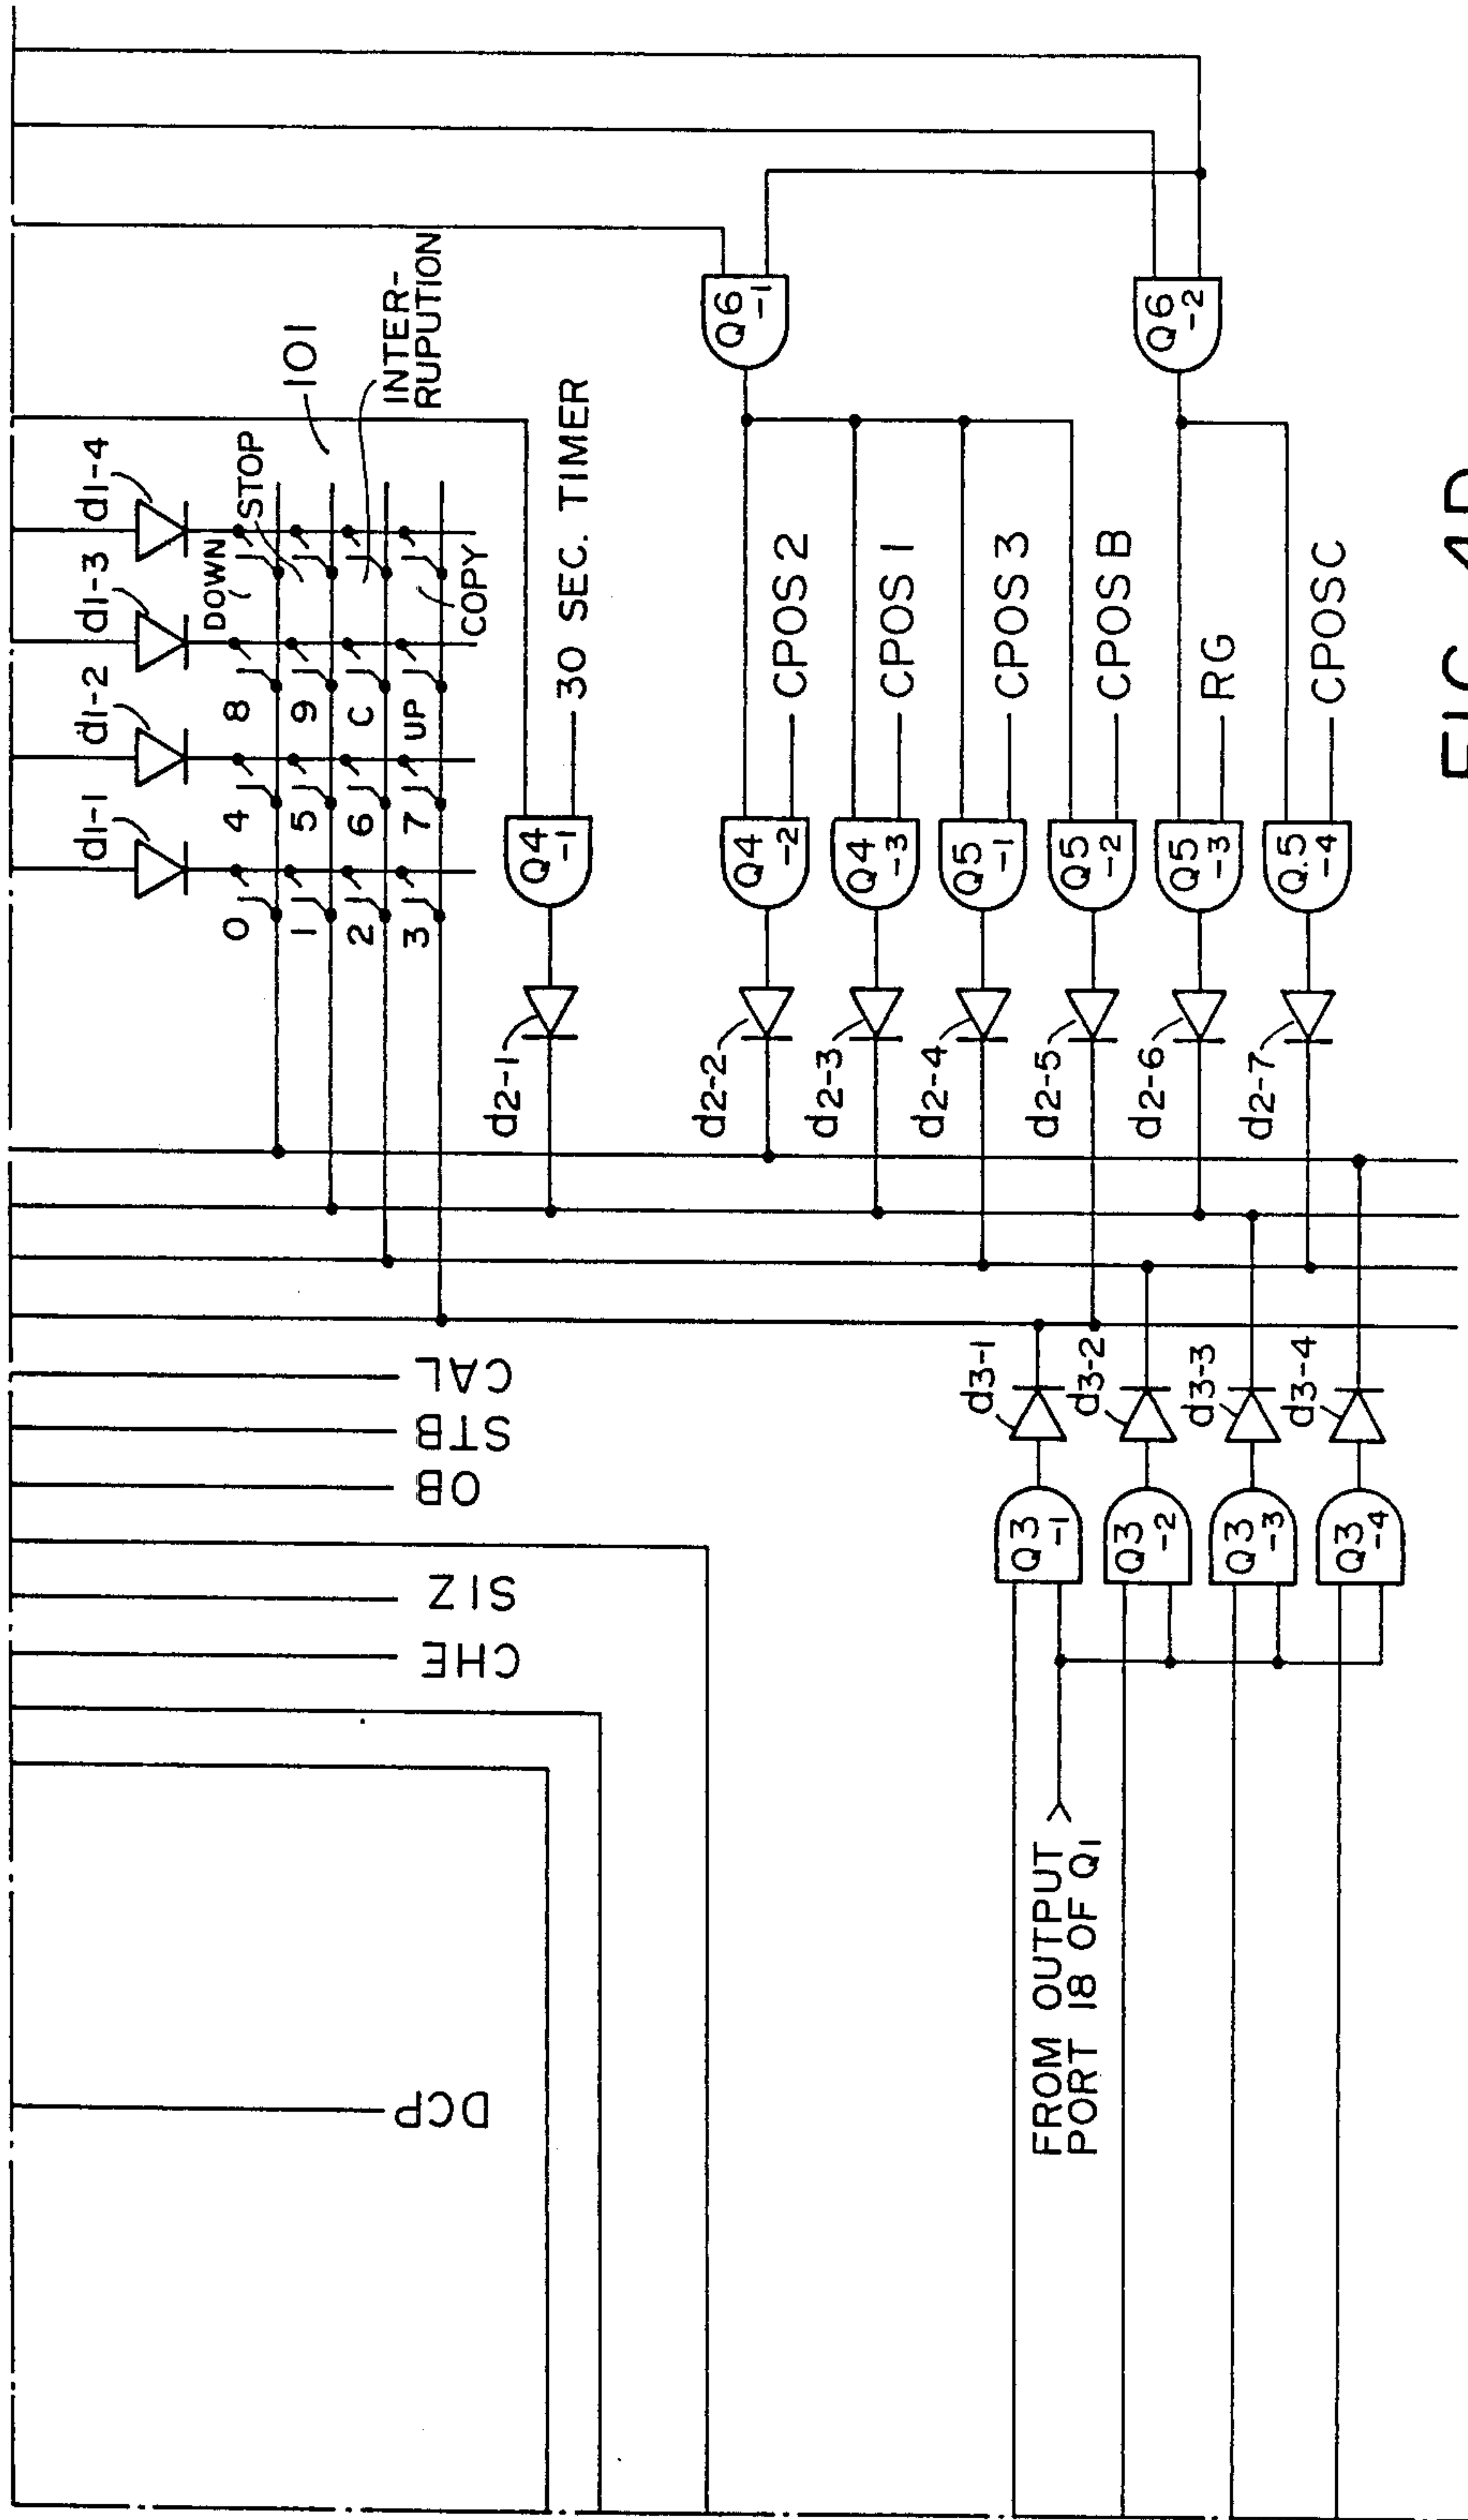 d1-1
d1-2
d1-3
d1-4
DOWN
STOP
101
INTER-
RUPUTION
COPY
0
4
8
1
5
9
2
6
C
3
7
UP
Q4
-1
30 SEC. TIMER
d2-1
Q6
-1
Q6
-2
Q4
-2
CPOS 2
d2-2
Q4
-3
CPOS 1
d2-3
Q5
-1
CPOS 3
d2-4
Q5
-2
CPOS B
d2-5
Q5
-3
RG
d2-6
Q.5
-4
CPOS C
d2-7
CAL
STB
OB
SIZ
CHE
DCP
d3-1
d3-2
d3-3
d3-4
Q3
-1
Q3
-2
Q3
-3
Q3
-4
FROM OUTPUT
PORT 18 OF Q1
FIG. 4D